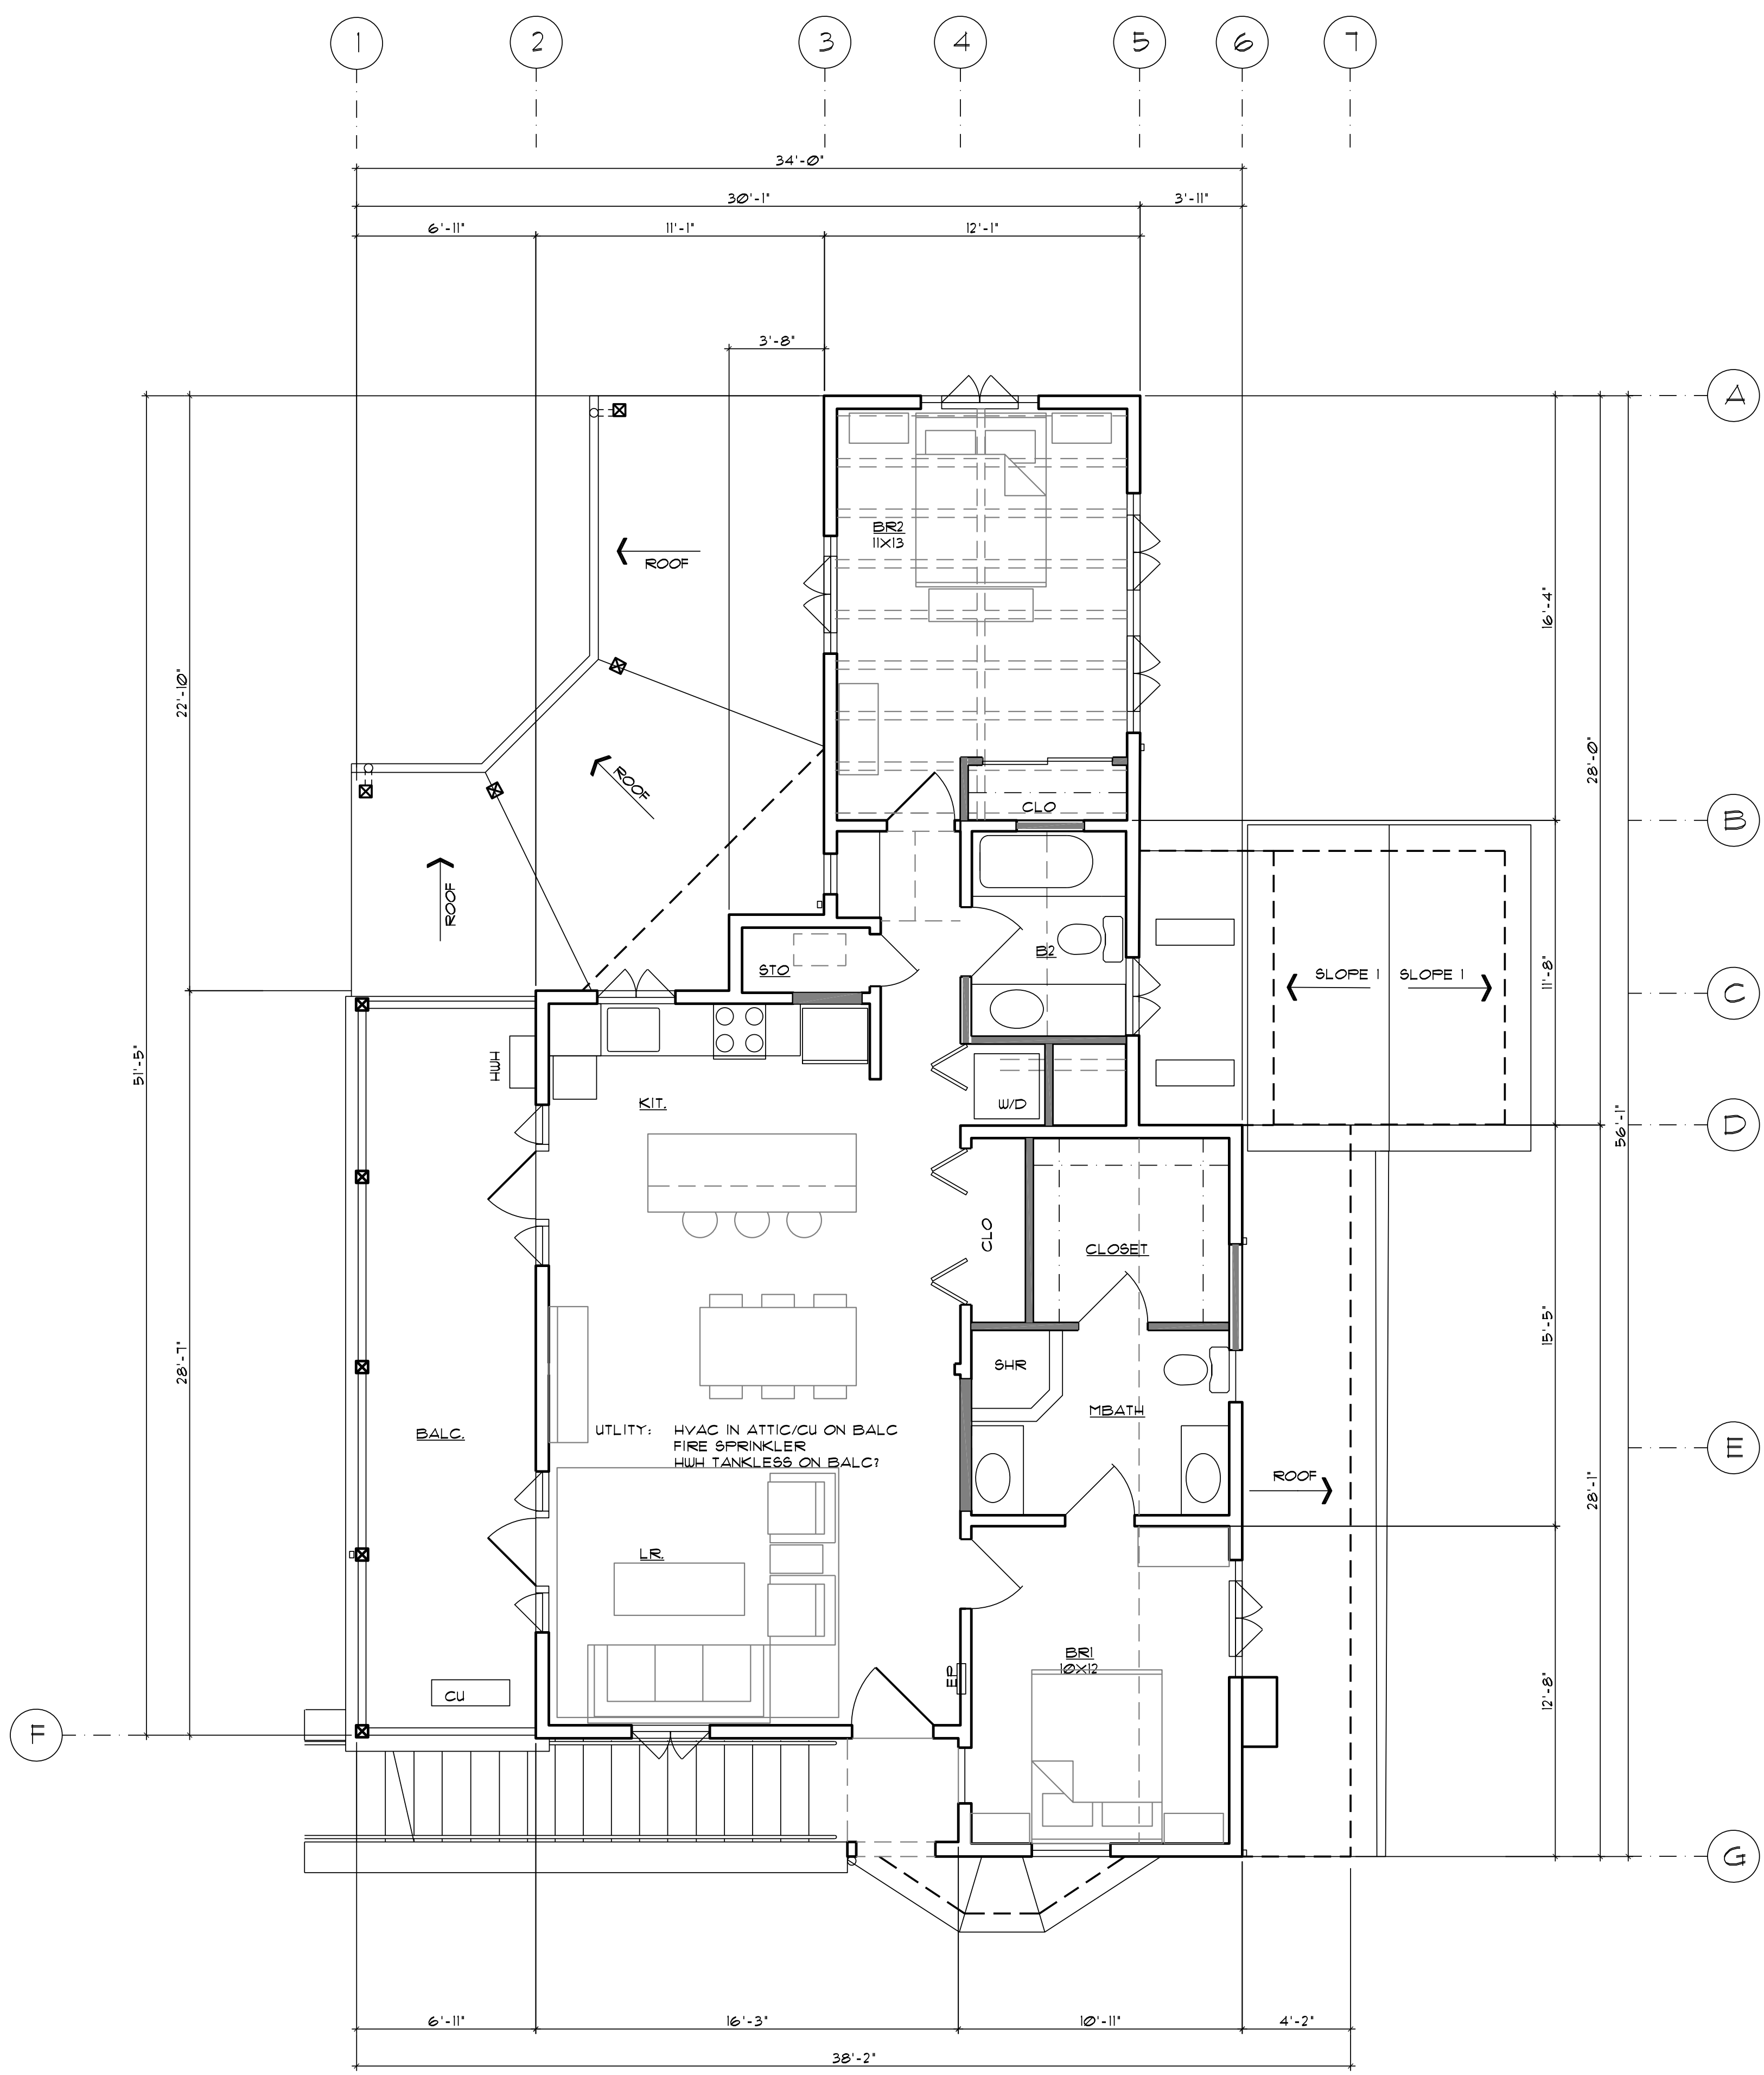 1 2 3 4 5 6 7
34'-0"
30'-1" 3'-11"
6'-11" 11'-1" 12'-1"
3'-8"
A
BR2
11X13
ROOF
16'-4"
22'-10"
ROOF
28'-0"
CLO
B
ROOF
B2
STO
SLOPE 1 SLOPE 1
11'-8"
C
51'-5"
HWH
KIT.
W/D
56'-1"
D
CLO
CLOSET
15'-5"
28'-7"
SHR
MBATH
BALC.
UTLITY: HVAC IN ATTIC/CU ON BALC
FIRE SPRINKLER
HWH TANKLESS ON BALC?
E
ROOF
28'-1"
LR.
BR1
10X12
EP
CU
12'-8"
F
G
6'-11" 16'-3" 10'-11" 4'-2"
38'-2"